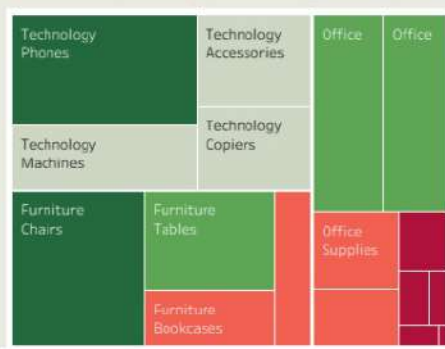 Technology
Phones
Technology
Accessories
Office
Office
Technology
Machines
Technology
Copiers
Furniture
Chairs
Furniture
Tables
Office
Supplies
Furniture
Bookcases